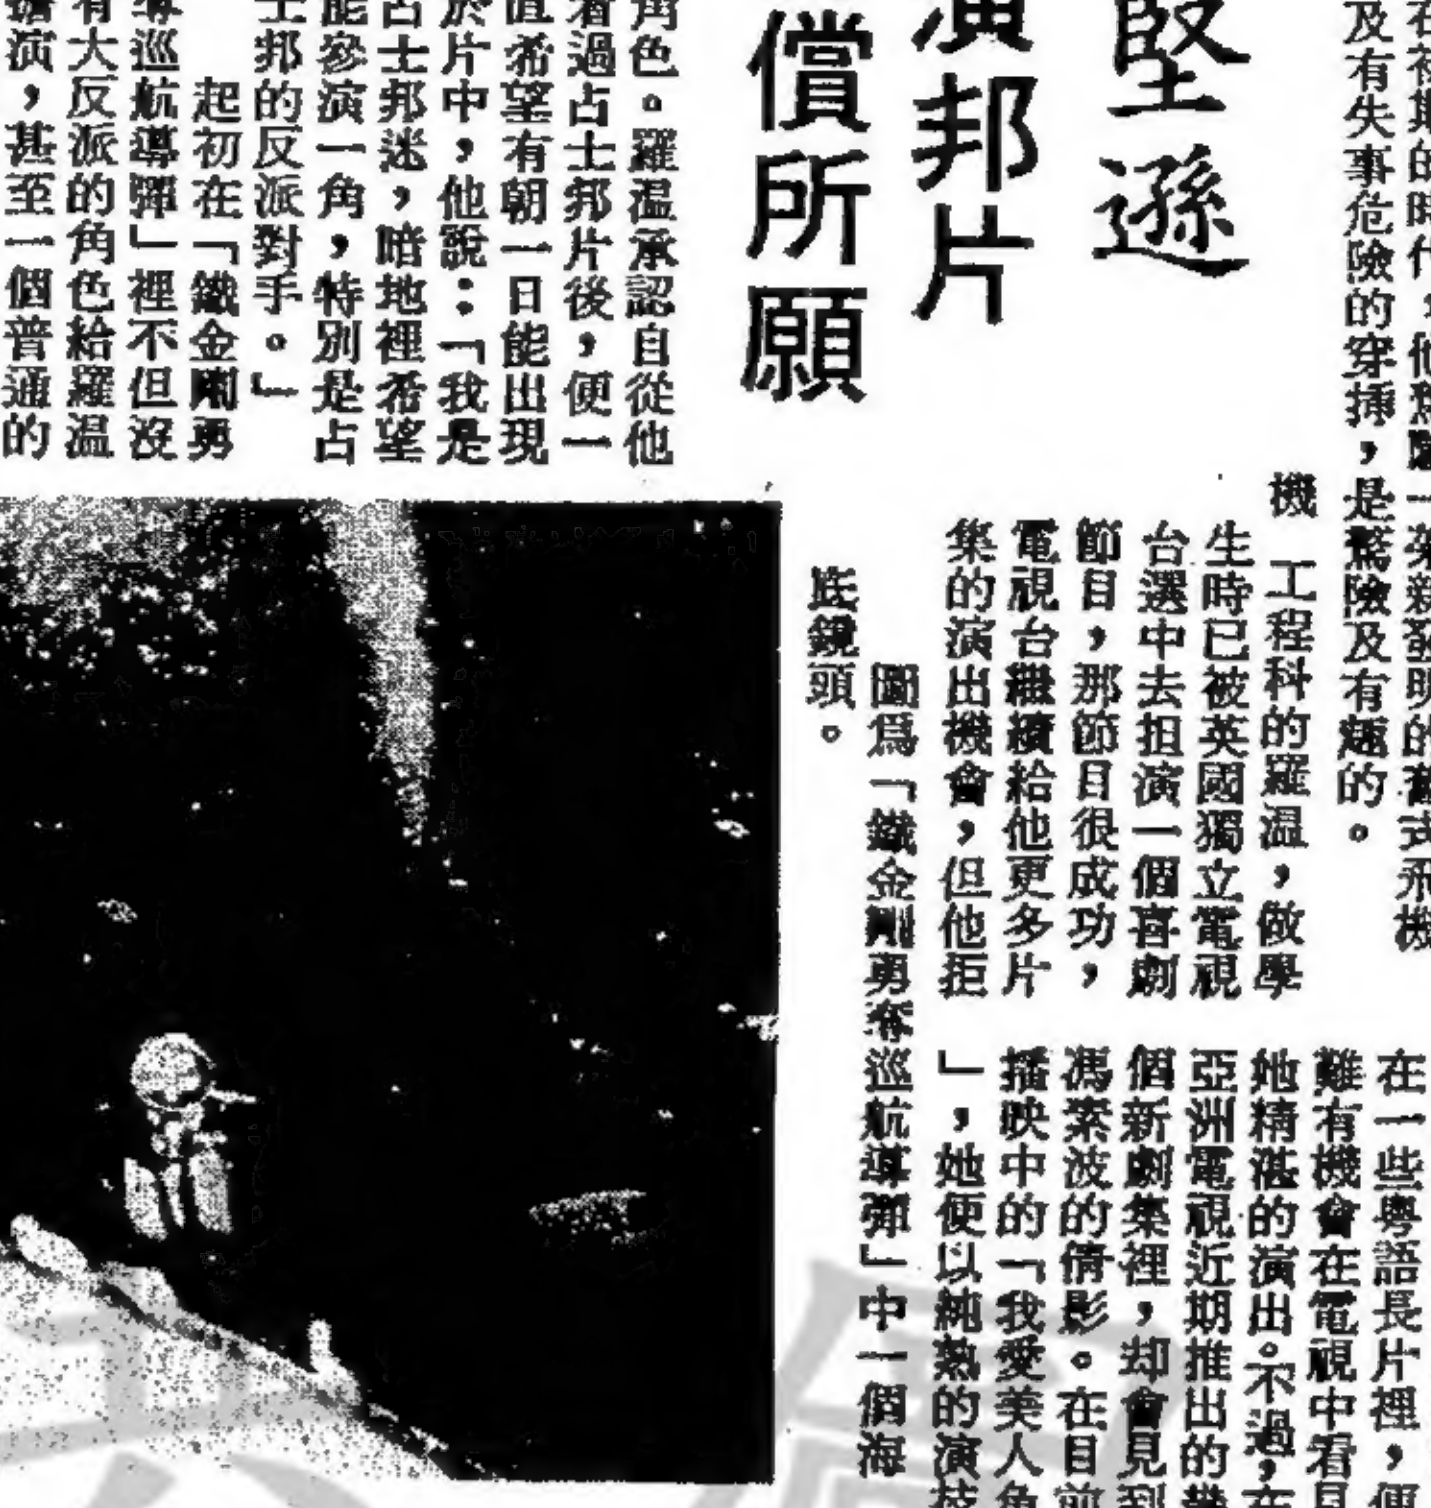 及有失事危險的穿揷，是驚險及有趣的。
堅遜
演邦片
償所願
角色。羅温承認自從他
看過占士邦片後，便一
直希望有朝一日能出現
於片中，他說：「我是
占士邦迷，暗地裡希望
能參演一角，特別是占
士邦的反派對手。」
起初在「鐵金剛勇
奪巡航導彈」裡不但沒
有大反派的角色給羅温
擔演，甚至一個普通的
機
工程科的羅温，做學
生時已被英國獨立電視
台選中去担演一個喜劇
節目，那節目很成功，
電視台繼續給他更多片
集的演出機會，但他拒
圖爲「鐵金剛勇奪巡航導彈」中一個海
底鏡頭。
在一些粵語長片裡，便
難有機會在電視中看見
她精湛的演出。不過，在
亞洲電視近期推出的幾
個新劇集裡，却會見到
馮素波的倩影。在目前
播映中的「我愛美人魚
」，她便以純熟的演技